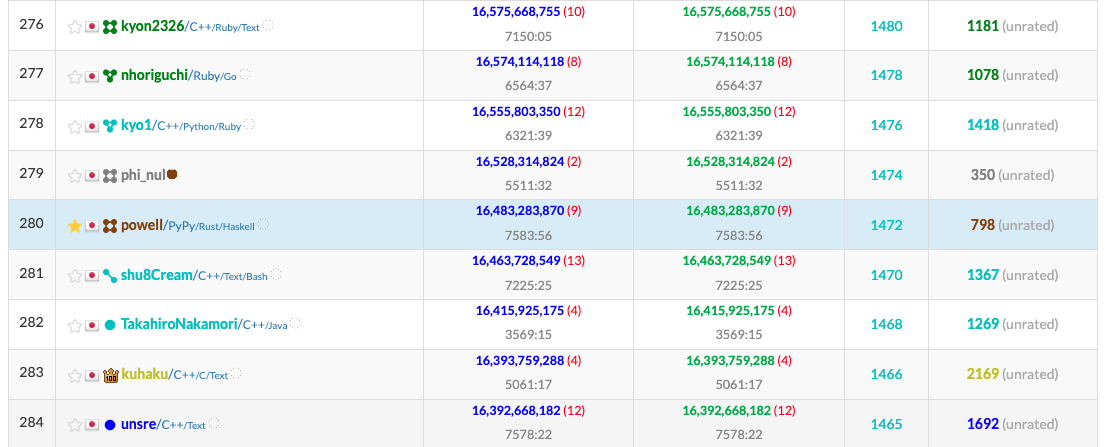 276 kyon2326/C++/Ruby/Text 16,575,668,755 (10) 16,575,668,755 (10) 1480 1181 (unrated)
7150:05 7150:05
277 nhoriguchi/Ruby/Go 16,574,114,118 (8) 16,574,114,118 (8) 1478 1078 (unrated)
6564:37 6564:37
278 kyo1/C++/Python/Ruby 16,555,803,350 (12) 16,555,803,350 (12) 1476 1418 (unrated)
6321:39 6321:39
279 phi_nul 16,528,314,824 (2) 16,528,314,824 (2) 1474 350 (unrated)
5511:32 5511:32
280 powell/PyPy/Rust/Haskell 16,483,283,870 (9) 16,483,283,870 (9) 1472 798 (unrated)
7583:56 7583:56
281 shu8Cream/C++/Text/Bash 16,463,728,549 (13) 16,463,728,549 (13) 1470 1367 (unrated)
7225:25 7225:25
282 TakahiroNakamori/C++/Java 16,415,925,175 (4) 16,415,925,175 (4) 1468 1269 (unrated)
3569:15 3569:15
283 kuhaku/C++/C/Text 16,393,759,288 (4) 16,393,759,288 (4) 1466 2169 (unrated)
5061:17 5061:17
284 unsre/C++/Text 16,392,668,182 (12) 16,392,668,182 (12) 1465 1692 (unrated)
7578:22 7578:22